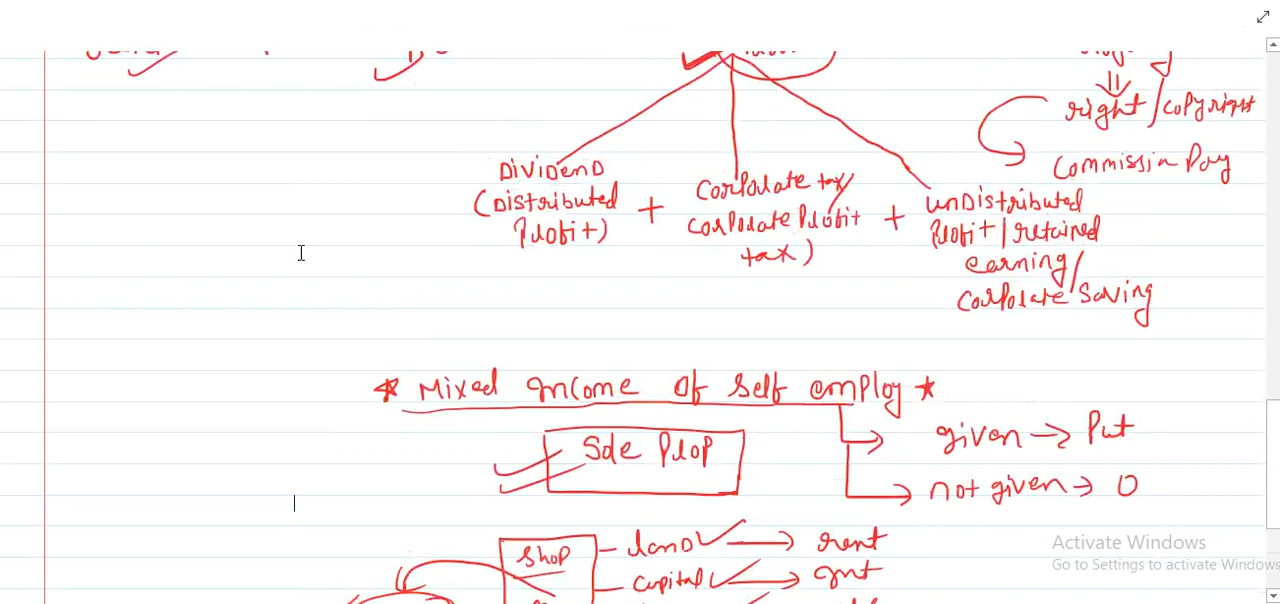 right/copyright
Commission Pay
Dividend
(Distributed
Profit)
+
Corporate tax/
Corporate Profit
tax)
+
unDistributed
Profit/retained
earning/
Corporate Saving
* Mixed Income Of Self employ *
Sole Prop
given → Put
not given → 0
Shop
land → rent
capital → Int
Activate Windows
Go to Settings to activate Windows